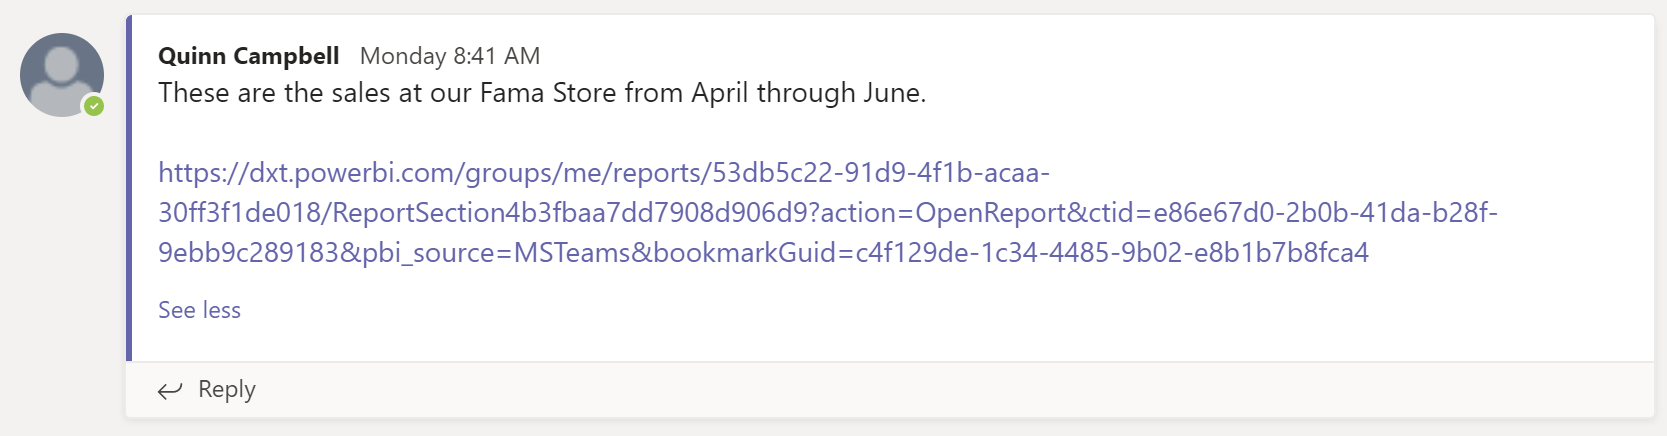 Quinn Campbell Monday 8:41 AM
These are the sales at our Fama Store from April through June.
https://dxt.powerbi.com/groups/me/reports/53db5c22-91d9-4f1b-acaa-
30ff3f1de018/ReportSection4b3fbaa7dd7908d906d9?action=OpenReport&ctid=e86e67d0-2b0b-41da-b28f-
9ebb9c289183&pbi_source=MSTeams&bookmarkGuid=c4f129de-1c34-4485-9b02-e8b1b7b8fca4
See less
Reply